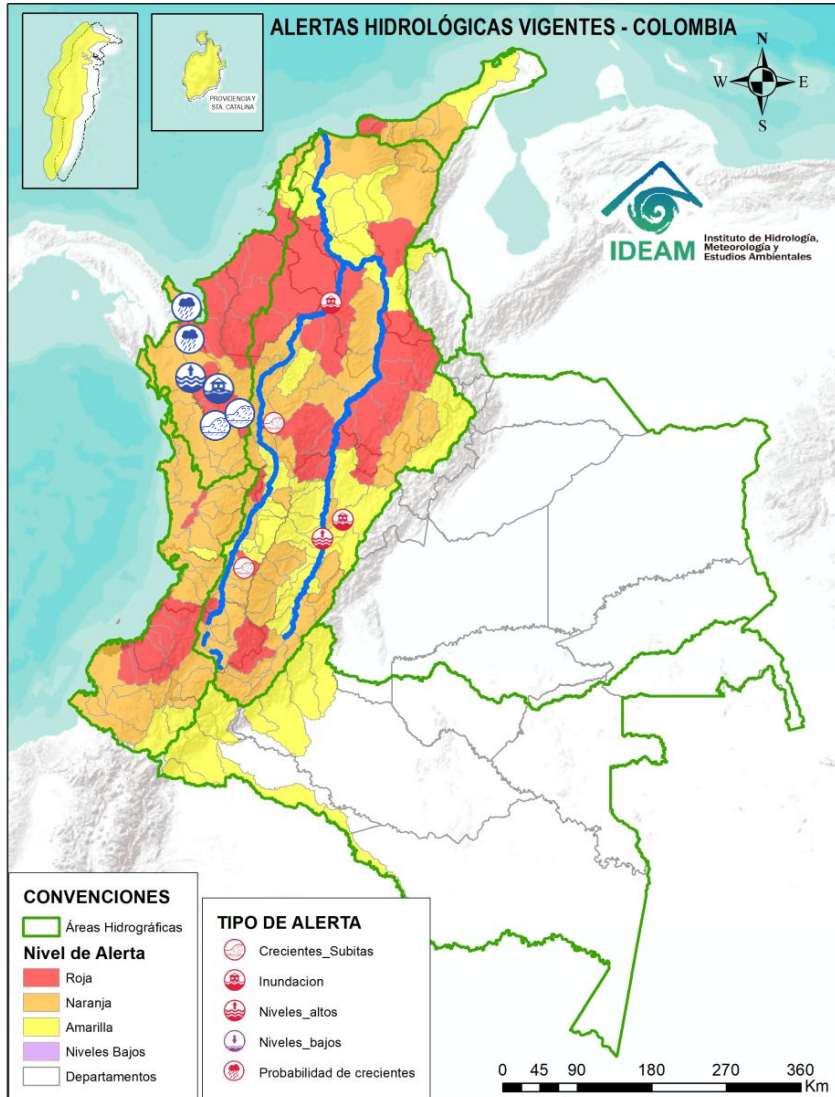 ALERTAS HIDROLÓGICAS VIGENTES - COLOMBIA
PROVIDENCIA Y
STA. CATALINA
N
W
E
S
IDEAM
Instituto de Hidrología,
Meteorología y
Estudios Ambientales
CONVENCIONES
Áreas Hidrográficas
Nivel de Alerta
Roja
Naranja
Amarilla
Niveles Bajos
Departamentos
TIPO DE ALERTA
Crecientes_Subitas
Inundacion
Niveles_altos
Niveles_bajos
Probabilidad de crecientes
0 45 90 180 270 360
Km